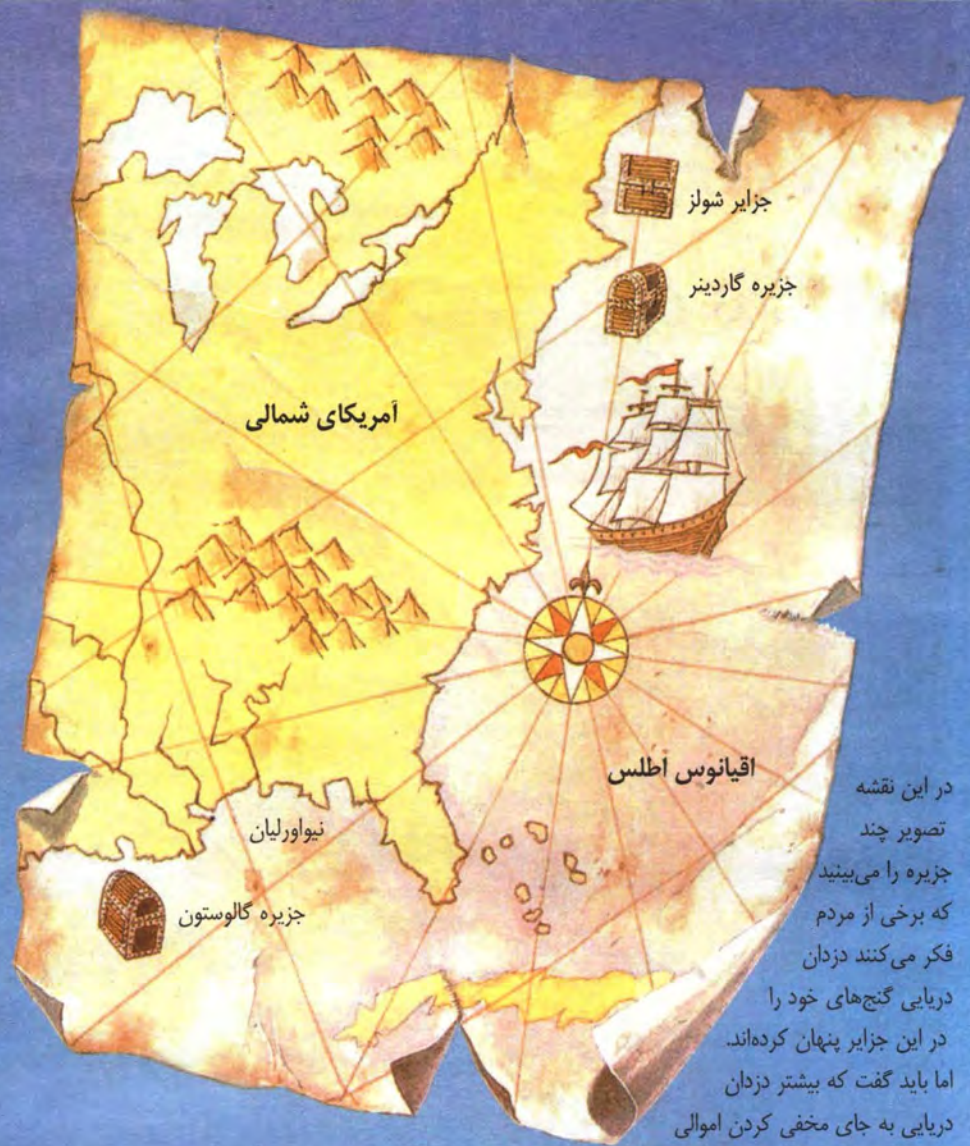 جزایر شولز
جزیره گاردینر
آمریکای شمالی
اقیانوس اطلس
نیواورلیان
جزیره گالوستون
در این نقشه
تصویر چند
جزیره را می‌بینید
که برخی از مردم
فکر می‌کنند دزدان
دریایی گنج‌های خود را
در این جزایر پنهان کرده‌اند.
اما باید گفت که بیشتر دزدان
دریایی به جای مخفی کردن اموالی